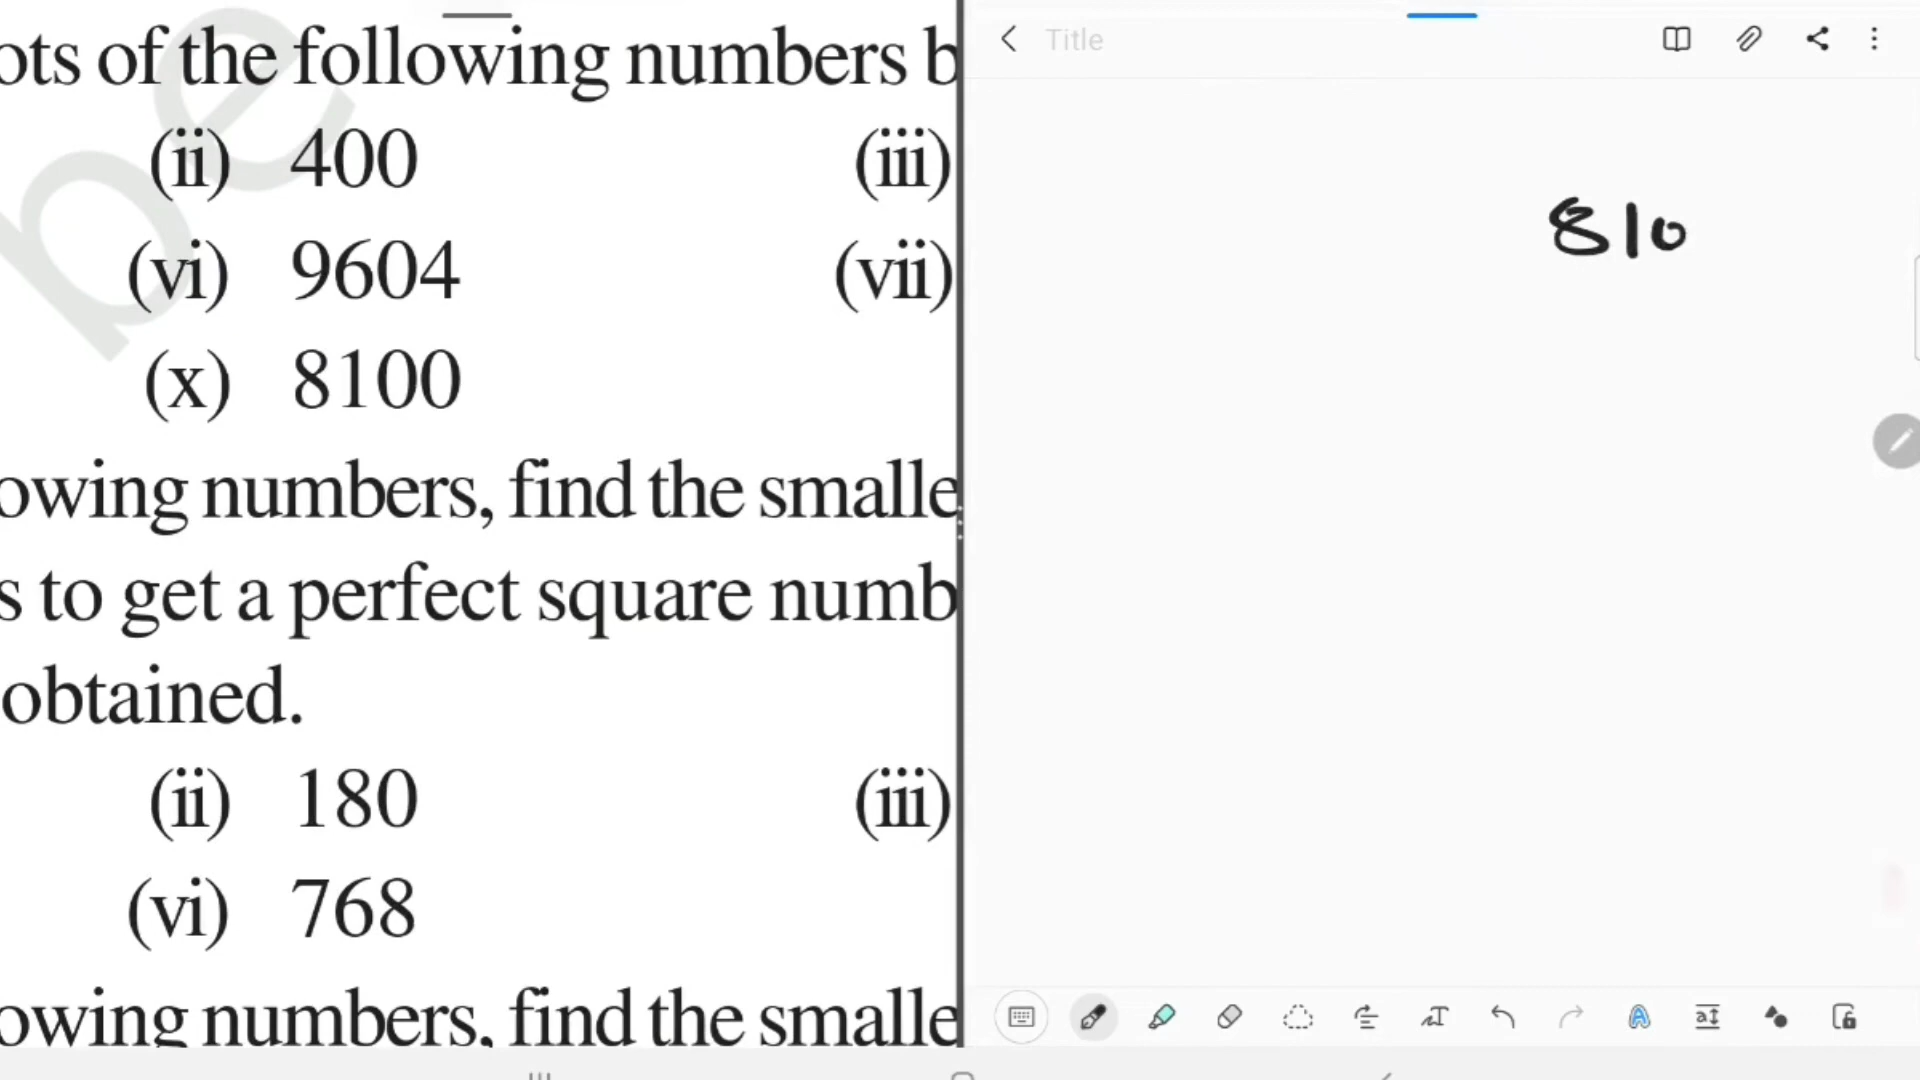 ots of the following numbers b
(ii) 400 (iii)
(vi) 9604 (vii)
(x) 8100
owing numbers, find the smalle
s to get a perfect square numb
obtained.
(ii) 180 (iii)
(vi) 768
owing numbers, find the smalle
be
Title
810